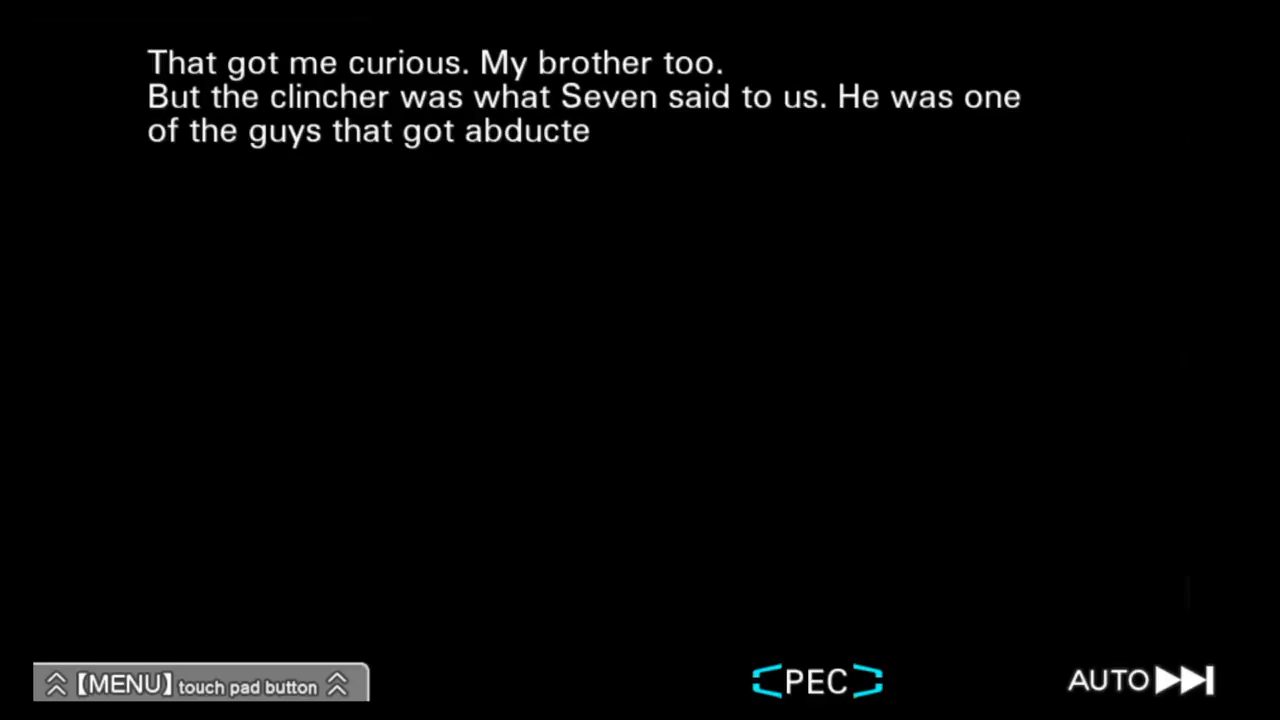 That got me curious. My brother too.
But the clincher was what Seven said to us. He was one
of the guys that got abducte
【MENU】touch pad button
PEC
AUTO